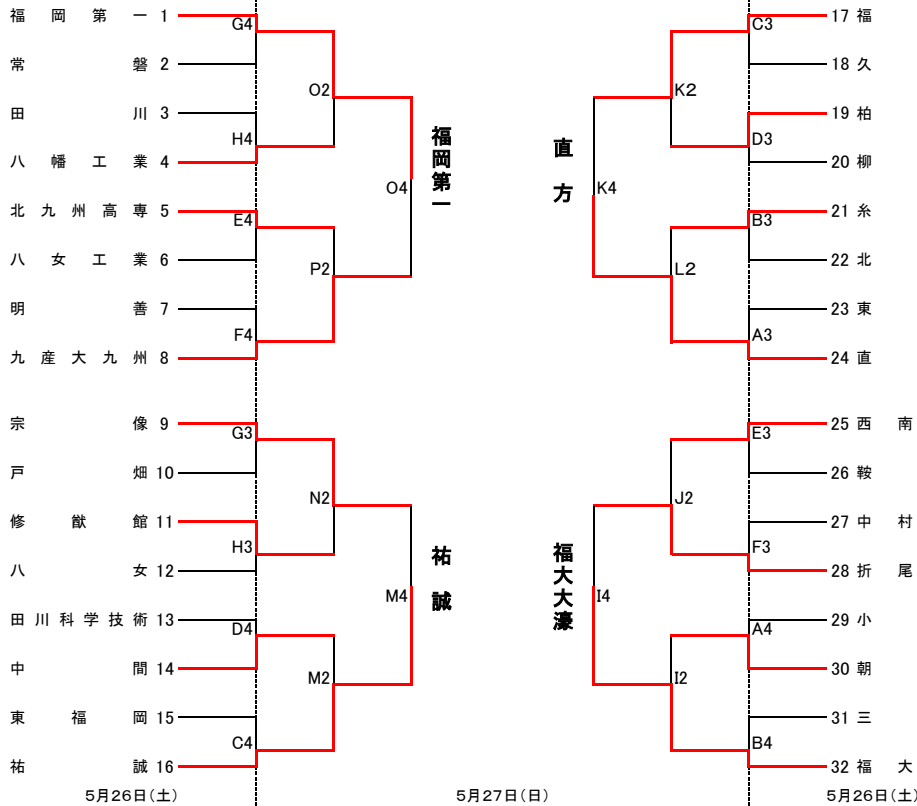 福岡第一 1
常磐 2
田川 3
八幡工業 4
北九州高専 5
八女工業 6
明善 7
九産大九州 8
宗像 9
戸畑 10
修猷館 11
八女 12
田川科学技術 13
中間 14
東福岡 15
祐誠 16
G4
H4
E4
F4
G3
H3
D4
C4
O2
P2
N2
M2
O4
M4
福岡第一
祐誠
直方
福大大濠
K4
I4
K2
L2
J2
I2
C3
D3
B3
A3
E3
F3
A4
B4
17 福
18 久
19 柏
20 柳
21 糸
22 北
23 東
24 直
25 西南
26 鞍
27 中村
28 折尾
29 小
30 朝
31 三
32 福大
5月26日(土)
5月27日(日)
5月26日(土)